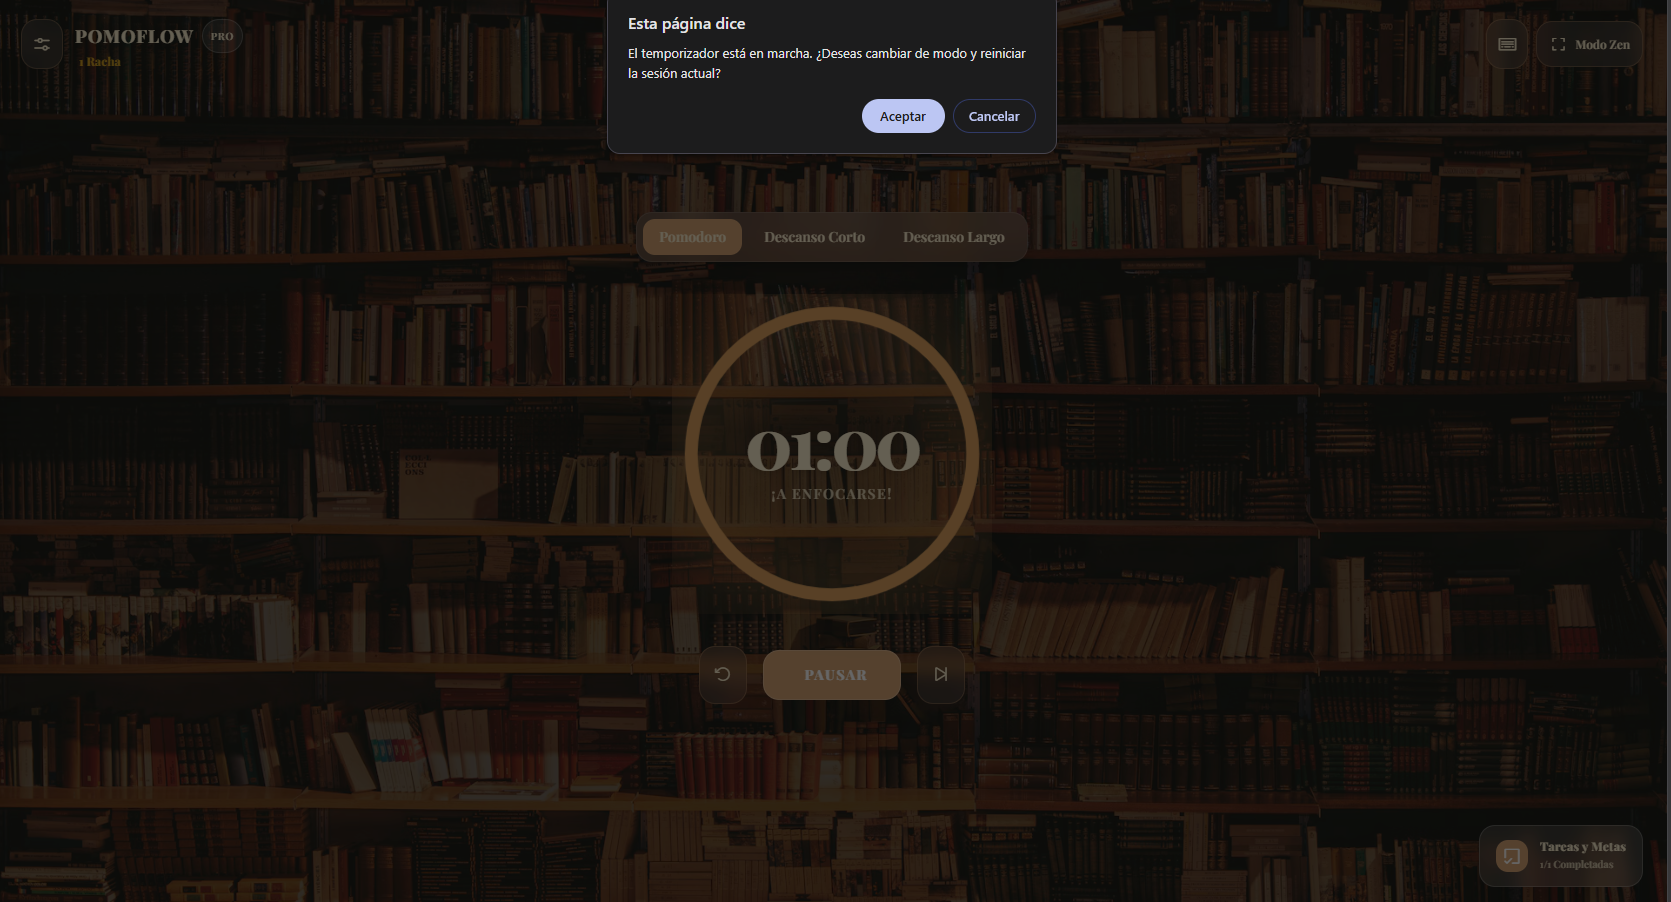 Esta página dice
El temporizador está en marcha. ¿Deseas cambiar de modo y reiniciar
la sesión actual?
Aceptar
Cancelar
POMOFLOW
PRO
1 Racha
Modo Zen
Pomodoro
Descanso Corto
Descanso Largo
01:00
¡A ENFOCARSE!
PAUSAR
Tareas y Metas
1/1 Completadas